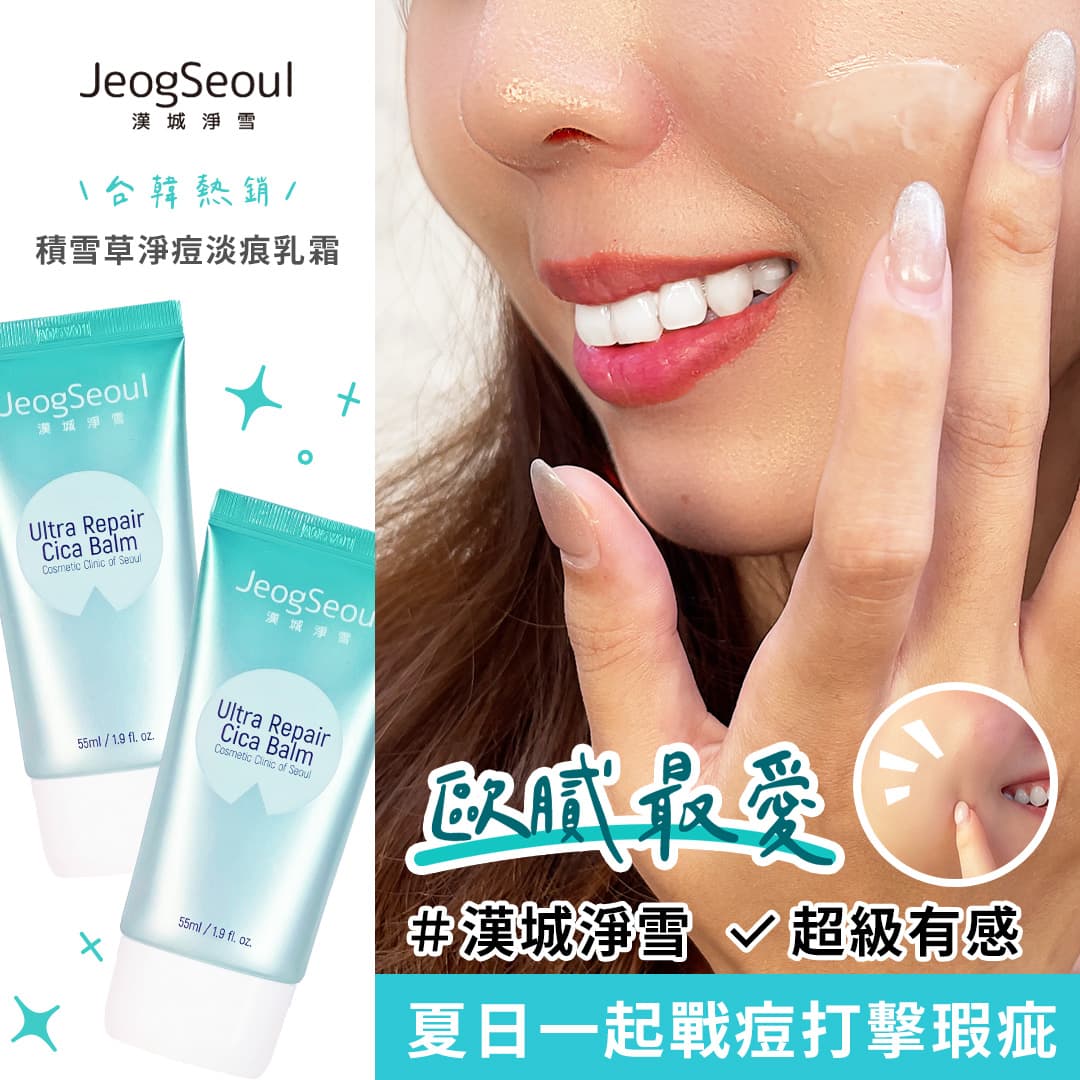 JeogSeoul
漢城淨雪
台韓熱銷
積雪草淨痘淡痕乳霜
JeogSeoul
漢城淨雪
Ultra Repair
Cica Balm
Cosmetic Clinic of Seoul
55ml / 1.9 fl. oz.
JeogSeou
漢城淨雪
Ultra Repair
Cica Balm
Cosmetic Clinic of Seoul
55ml / 1.9 fl. oz.
歐膩最愛
#漢城淨雪 ✓超級有感
夏日一起戰痘打擊瑕疵